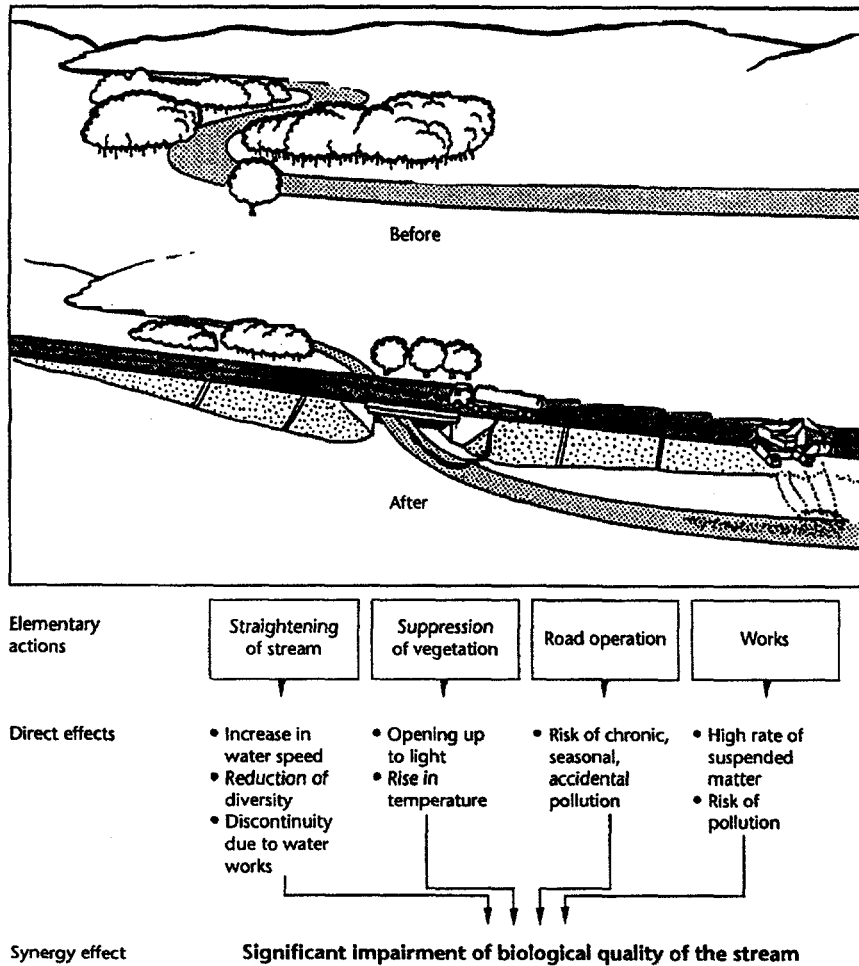 Before
After
Elementary
actions
Straightening
of stream
Suppression
of vegetation
Road operation
Works
Direct effects
• Increase in
water speed
• Reduction of
diversity
• Discontinuity
due to water
works
• Opening up
to light
• Rise in
temperature
• Risk of chronic,
seasonal,
accidental
pollution
• High rate of
suspended
matter
• Risk of
pollution
Synergy effect
Significant impairment of biological quality of the stream